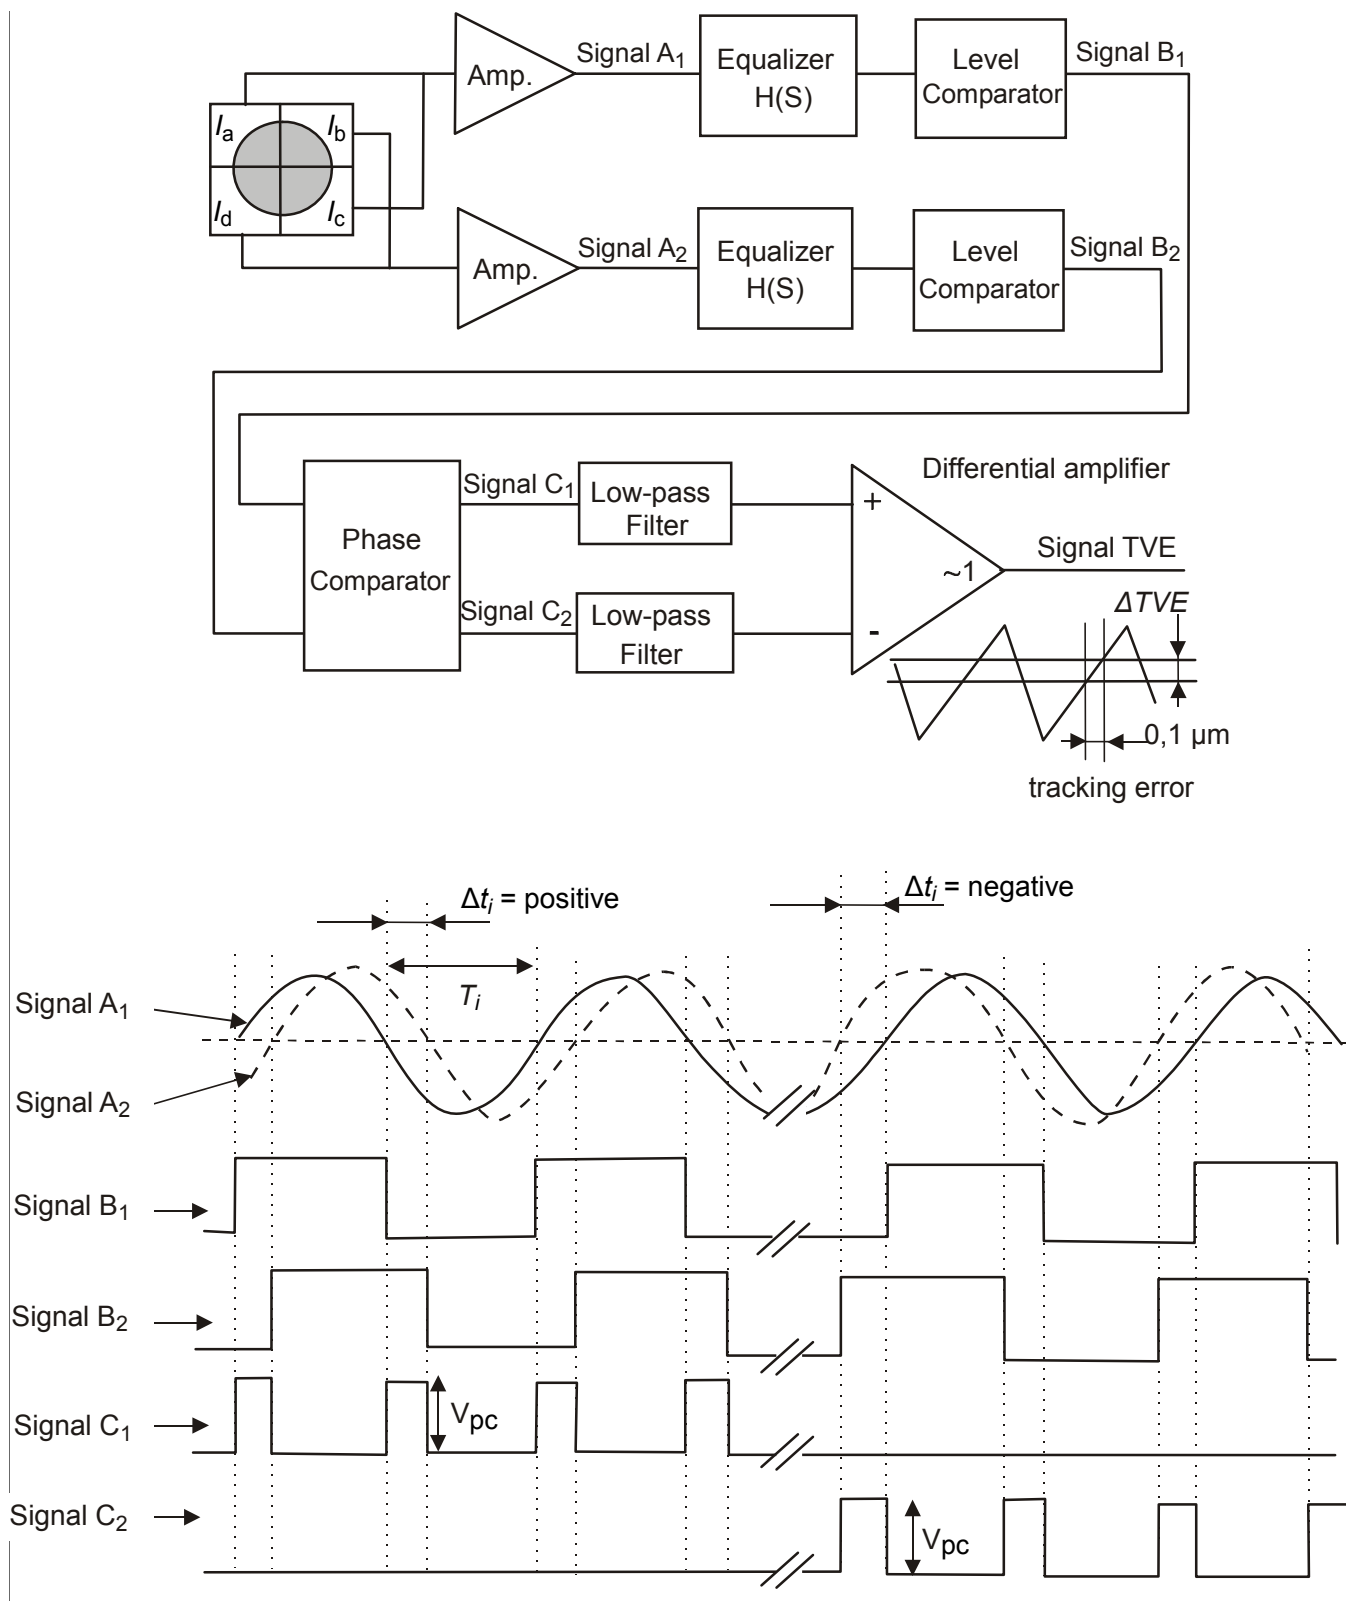 Amp.
Signal A1
Equalizer
H(S)
Level
Comparator
Signal B1
Ia
Ib
Id
Ic
Amp.
Signal A2
Equalizer
H(S)
Level
Comparator
Signal B2
Phase
Comparator
Signal C1
Low-pass
Filter
Signal C2
Low-pass
Filter
Differential amplifier
+
-
~1
Signal TVE
ΔTVE
0,1 µm
tracking error
Δti = positive
Δti = negative
Ti
Signal A1
Signal A2
Signal B1
Signal B2
Signal C1
Vpc
Signal C2
Vpc